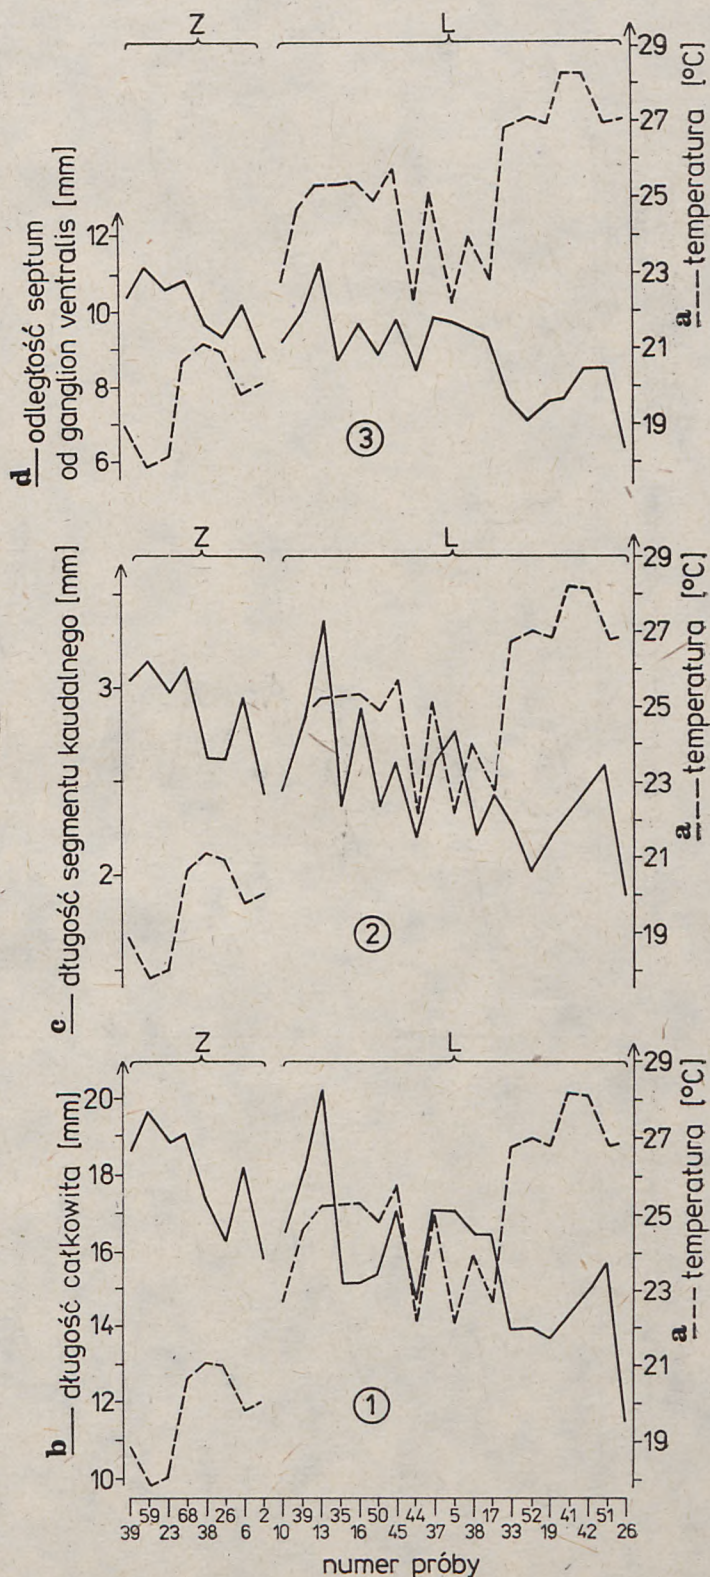 Z
L
29
27
25
23
21
19
a --- temperatura [°C]
12
10
8
6
d — odległość septum
od ganglion ventralis [mm]
3
Z
L
29
27
25
23
21
19
a --- temperatura [°C]
3
2
c — długość segmentu kaudalnego [mm]
2
Z
L
29
27
25
23
21
19
a --- temperatura [°C]
20
18
16
14
12
10
b — długość całkowita [mm]
1
59 68 26 2 39 35 50 44 5 17 52 41 51
39 23 38 6 10 13 16 45 37 38 33 19 42 26
numer próby